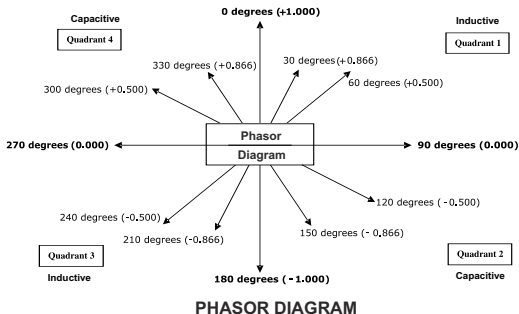 Capacitive
0 degrees (+1.000)
Inductive
Quadrant 4
Quadrant 1
330 degrees (+0.866)
30 degrees (+0.866)
300 degrees (+0.500)
60 degrees (+0.500)
Phasor
270 degrees (0.000)
90 degrees (0.000)
Diagram
120 degrees (-0.500)
240 degrees (-0.500)
210 degrees (-0.866)
150 degrees (- 0.866)
Quadrant 3
Quadrant 2
Inductive
180 degrees (-1.000)
Capacitive
PHASOR DIAGRAM